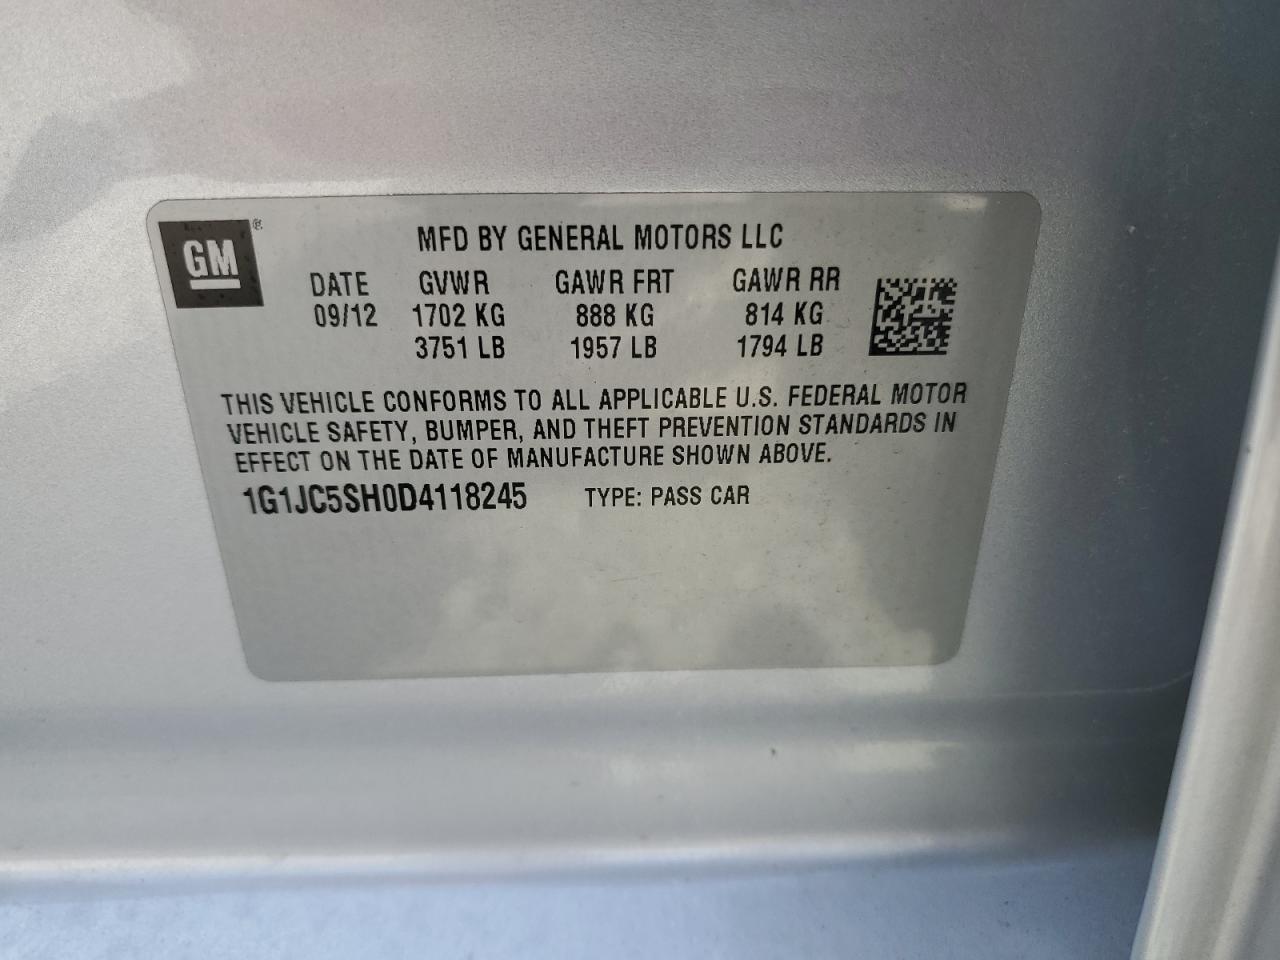 GM ®
MFD BY GENERAL MOTORS LLC
DATE GVWR GAWR FRT GAWR RR
09/12 1702 KG 888 KG 814 KG
3751 LB 1957 LB 1794 LB
THIS VEHICLE CONFORMS TO ALL APPLICABLE U.S. FEDERAL MOTOR
VEHICLE SAFETY, BUMPER, AND THEFT PREVENTION STANDARDS IN
EFFECT ON THE DATE OF MANUFACTURE SHOWN ABOVE.
1G1JC5SH0D4118245 TYPE: PASS CAR